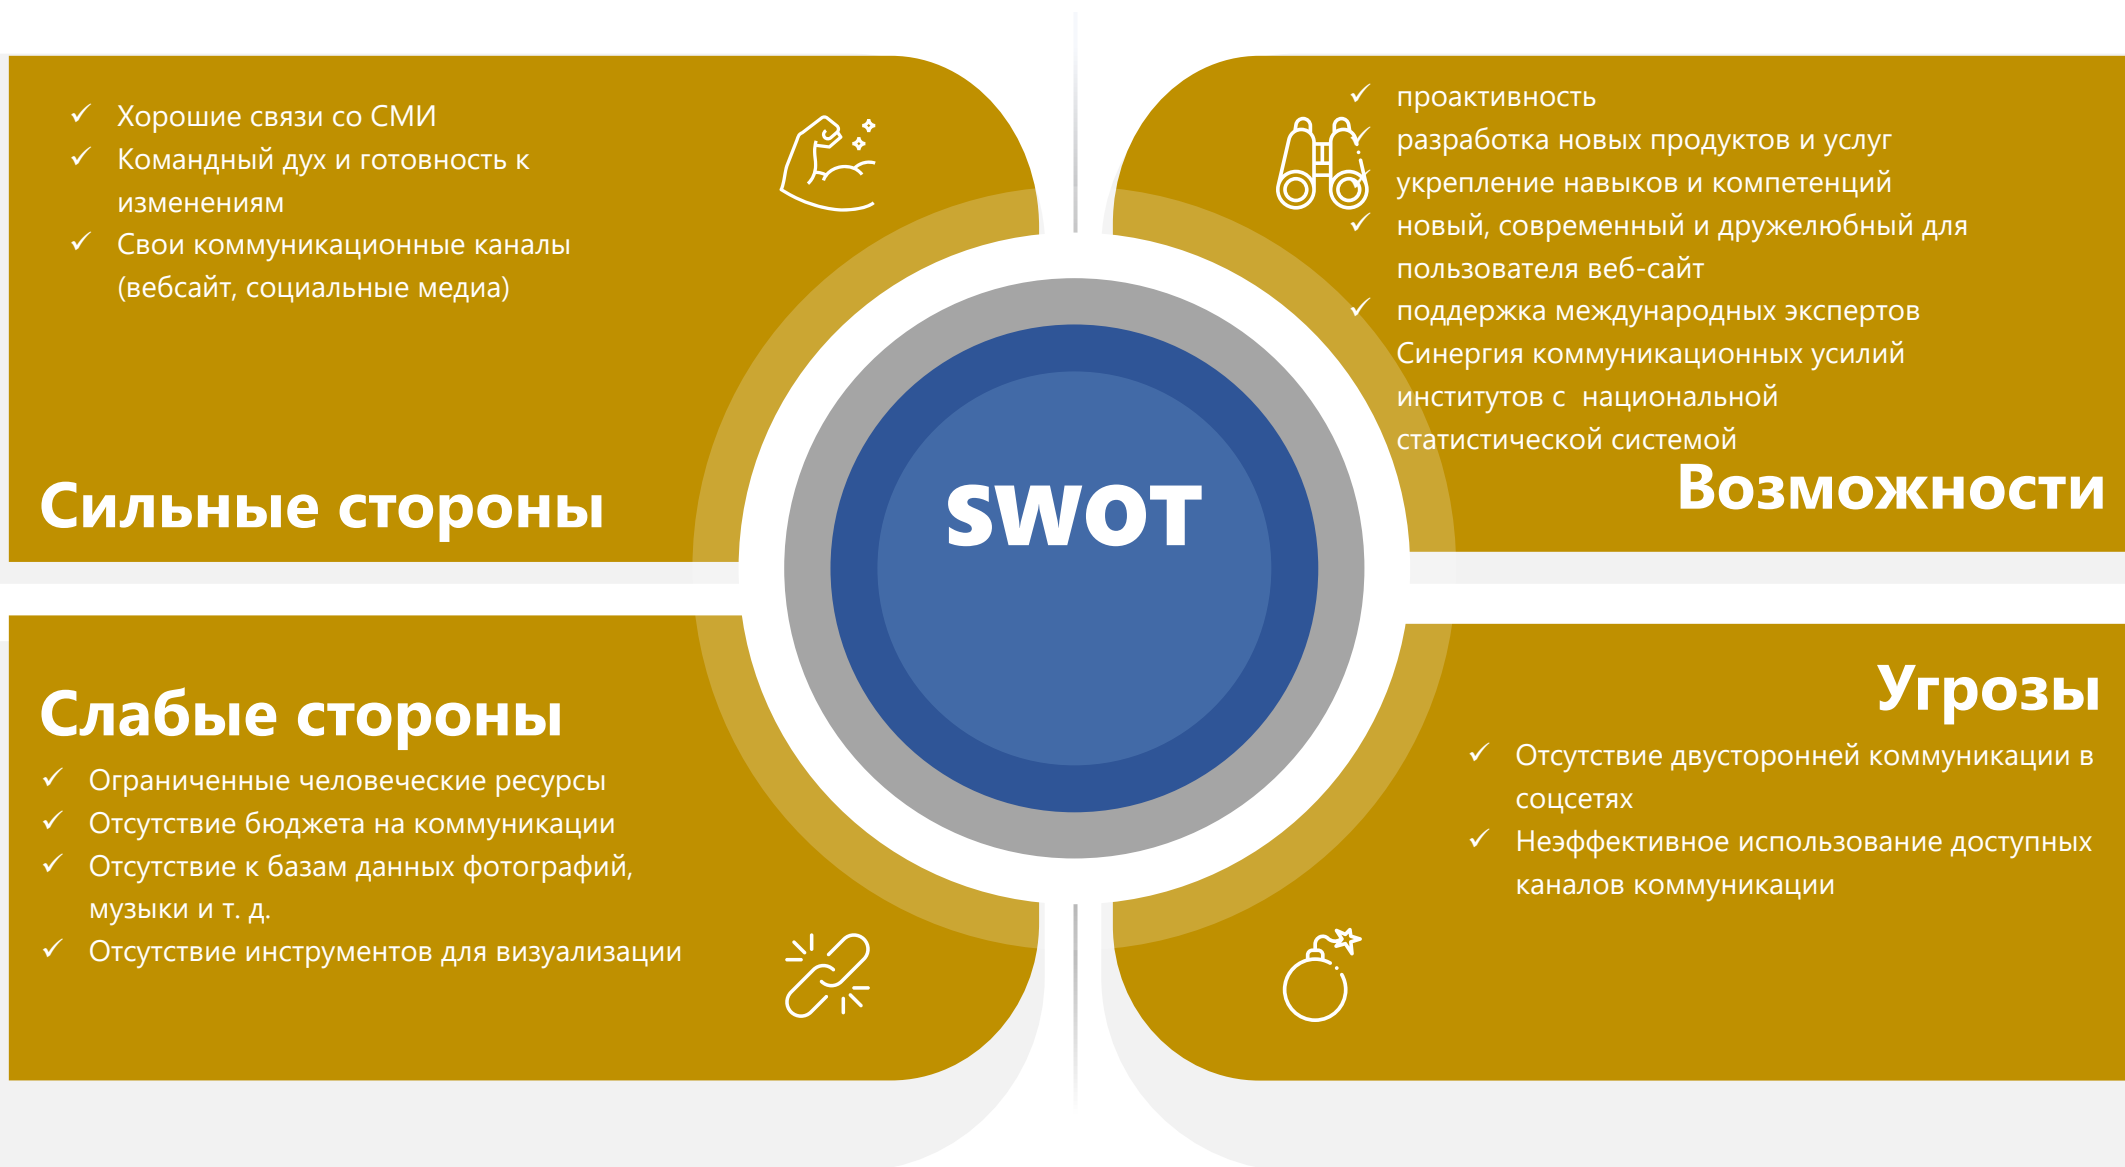 Хорошие связи со СМИ
Командный дух и готовность к
изменениям
Свои коммуникационные каналы
(вебсайт, социальные медиа)
Сильные стороны
проактивность
разработка новых продуктов и услуг
укрепление навыков и компетенций
новый, современный и дружелюбный для
пользователя веб-сайт
поддержка международных экспертов
Синергия коммуникационных усилий
институтов с  национальной
статистической системой
Возможности
SWOT
Слабые стороны
Ограниченные человеческие ресурсы
Отсутствие бюджета на коммуникации
Отсутствие к базам данных фотографий,
музыки и т. д.
Отсутствие инструментов для визуализации
Угрозы
Отсутствие двусторонней коммуникации в
соцсетях
Неэффективное использование доступных
каналов коммуникации